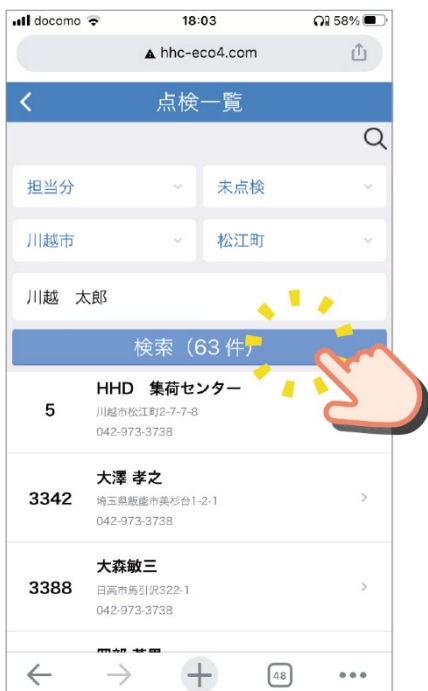 docomo 18:03 58%
hhc-eco4.com
点検一覧
担当分 未点検
川越市 松江町
川越 太郎
検索（63 件）
HHD 集荷センター
5 川越市松江町2-7-7-8
042-973-3738
大澤 孝之
3342 埼玉県飯能市美杉台1-2-1
042-973-3738
大森敏三
3388 日高市馬引沢322-1
042-973-3738
48